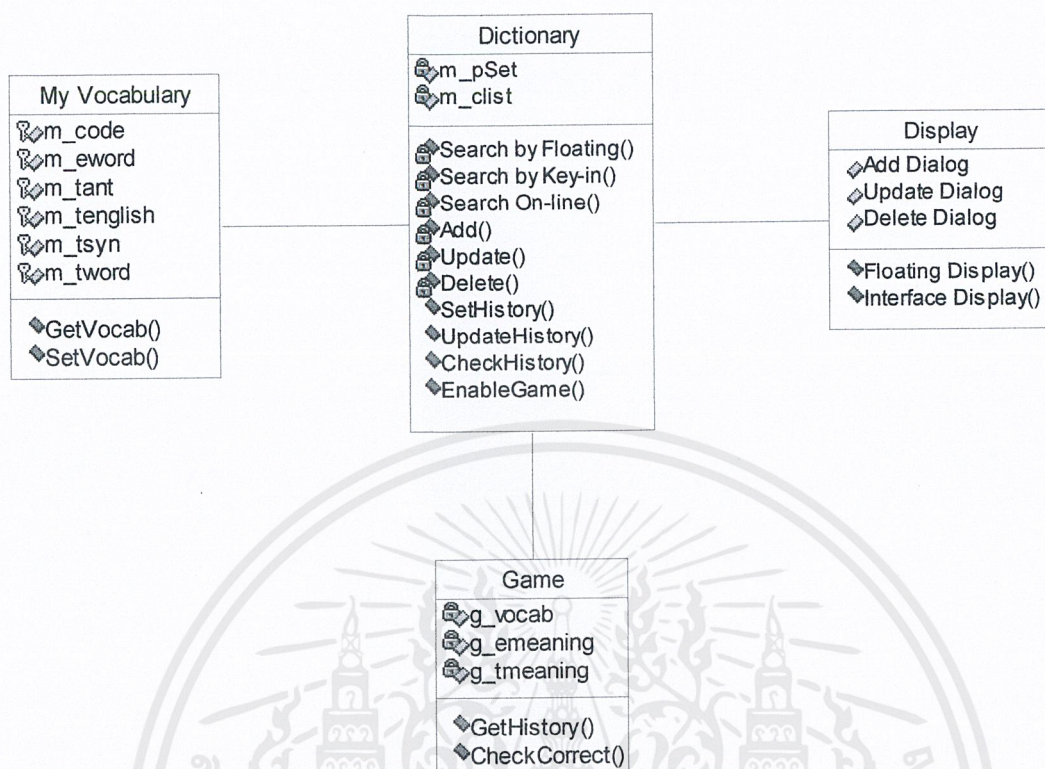 Dictionary
m_pSet
m_clist
Search by Floating()
Search by Key-in()
Search On-line()
Add()
Update()
Delete()
SetHistory()
UpdateHistory()
CheckHistory()
EnableGame()
My Vocabulary
m_code
m_eword
m_tant
m_tenglish
m_tsyn
m_tword
GetVocab()
SetVocab()
Display
Add Dialog
Update Dialog
Delete Dialog
Floating Display()
Interface Display()
Game
g_vocab
g_emeaning
g_tmeaning
GetHistory()
CheckCorrect()